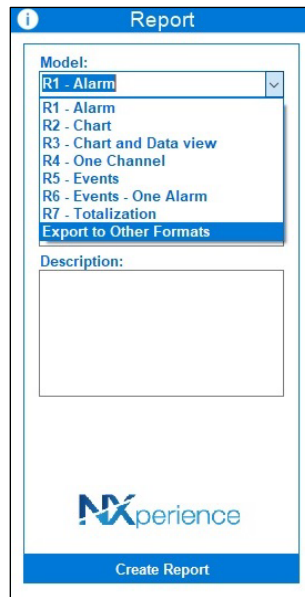 Report
Model:
R1 - Alarm
R1 - Alarm
R2 - Chart
R3 - Chart and Data view
R4 - One Channel
R5 - Events
R6 - Events - One Alarm
R7 - Totalization
Export to Other Formats
Description:
NXperience
Create Report